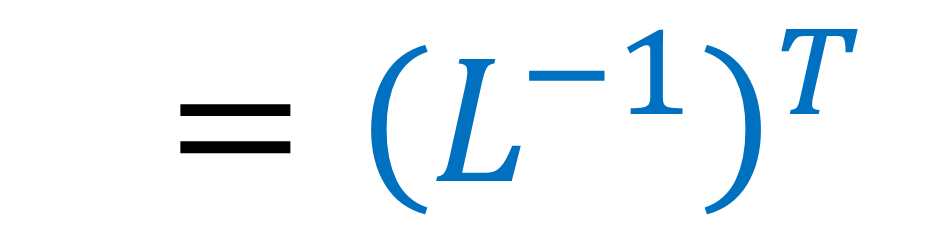 = (L⁻¹)ᵀ